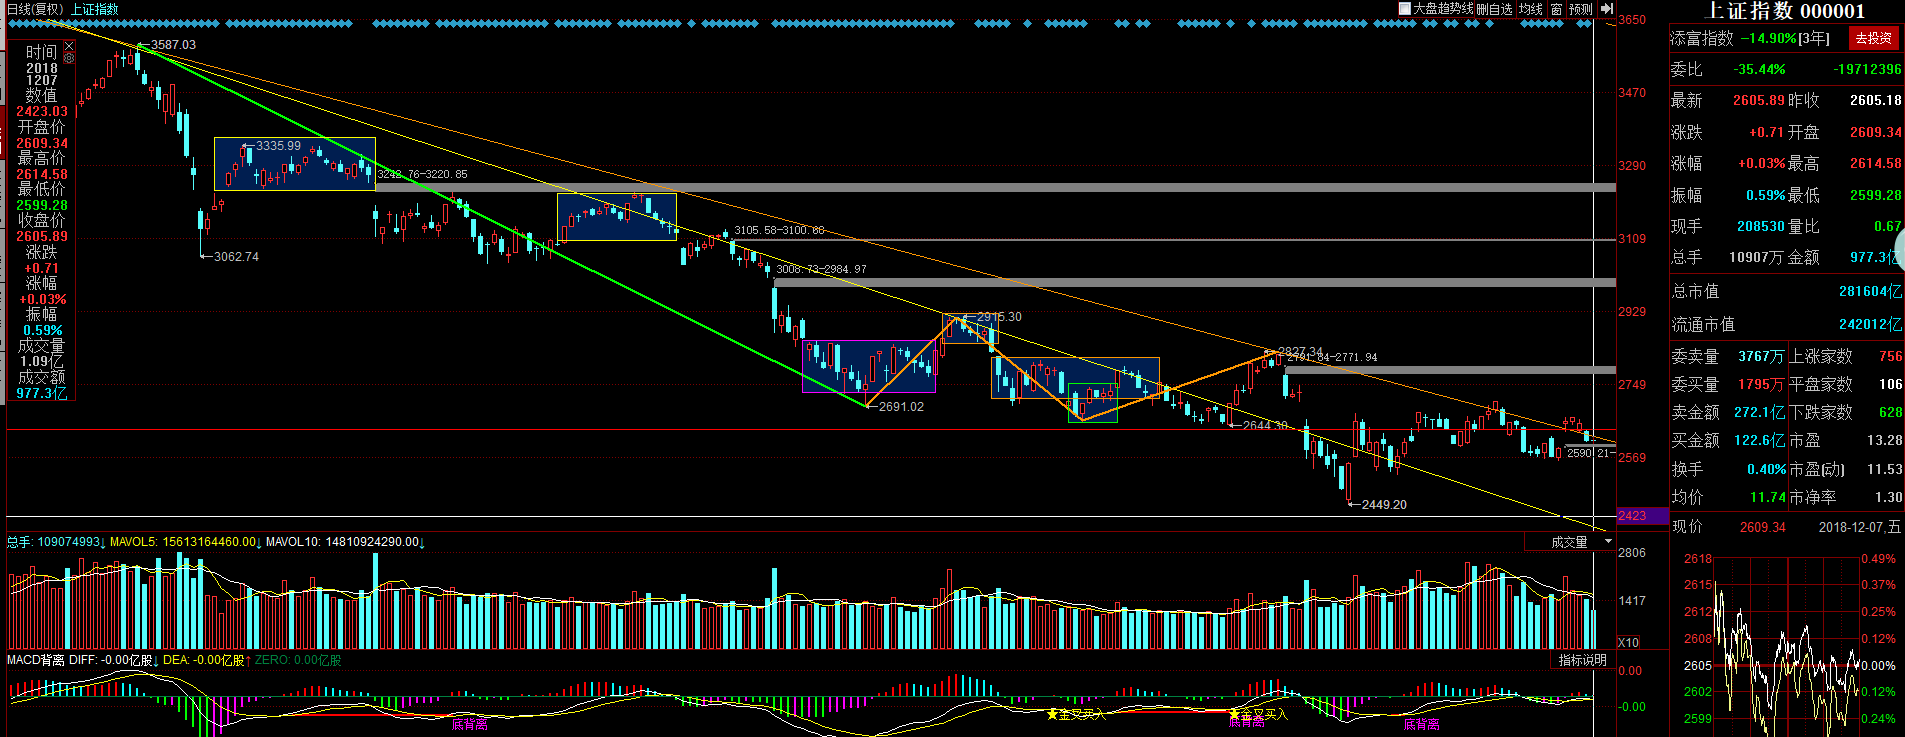 日线(复权) 上证指数
大盘趋势线 删自选 均线 窗 预测
时间
2018
1207
数值
2423.03
开盘价
2609.34
最高价
2614.58
最低价
2599.28
收盘价
2605.89
涨跌
+0.71
涨幅
+0.03%
振幅
0.59%
成交量
1.09亿
成交额
977.3亿
3587.03
3335.99
3062.74
3242.76-3220.85
3105.58-3100.60
3008.73-2984.97
2691.02
2915.30
2644.30
2827.34
2791.84-2771.94
2449.20
2590.21-
3650
3470
3290
3109
2929
2749
2569
2423
总手: 109074993↓ MAVOL5: 15613164460.00↓ MAVOL10: 14810924290.00↓
成交量
2806
1417
X10
MACD背离 DIFF: -0.00亿股↓ DEA: -0.00亿股↑ ZERO: 0.00亿股
指标说明
0.00
-0.00
底背离
金叉买入
金叉买入
底背离
底背离
上证指数 000001
添富指数 -14.90%[3年] 去投资
委比 -35.44% -19712396
最新 2605.89 昨收 2605.18
涨跌 +0.71 开盘 2609.34
涨幅 +0.03% 最高 2614.58
振幅 0.59% 最低 2599.28
现手 208530 量比 0.67
总手 10907万 金额 977.3亿
总市值 281604亿
流通市值 242012亿
委卖量 3767万 上涨家数 756
委买量 1795万 平盘家数 106
卖金额 272.1亿 下跌家数 628
买金额 122.6亿 市盈 13.28
换手 0.40% 市盈(动) 11.53
均价 11.74 市净率 1.30
现价 2609.34 2018-12-07,五
2618 0.49%
2615 0.37%
2612 0.25%
2608 0.12%
2605 0.00%
2602 0.12%
2599 0.24%